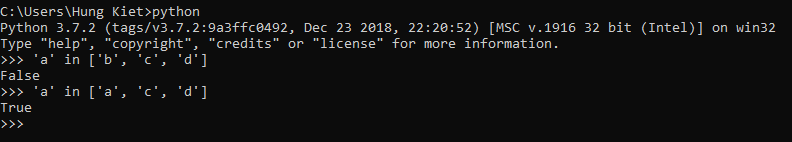 C:\Users\Hung Kiet>python
Python 3.7.2 (tags/v3.7.2:9a3ffc0492, Dec 23 2018, 22:20:52) [MSC v.1916 32 bit (Intel)] on win32
Type "help", "copyright", "credits" or "license" for more information.
>>> 'a' in ['b', 'c', 'd']
False
>>> 'a' in ['a', 'c', 'd']
True
>>>